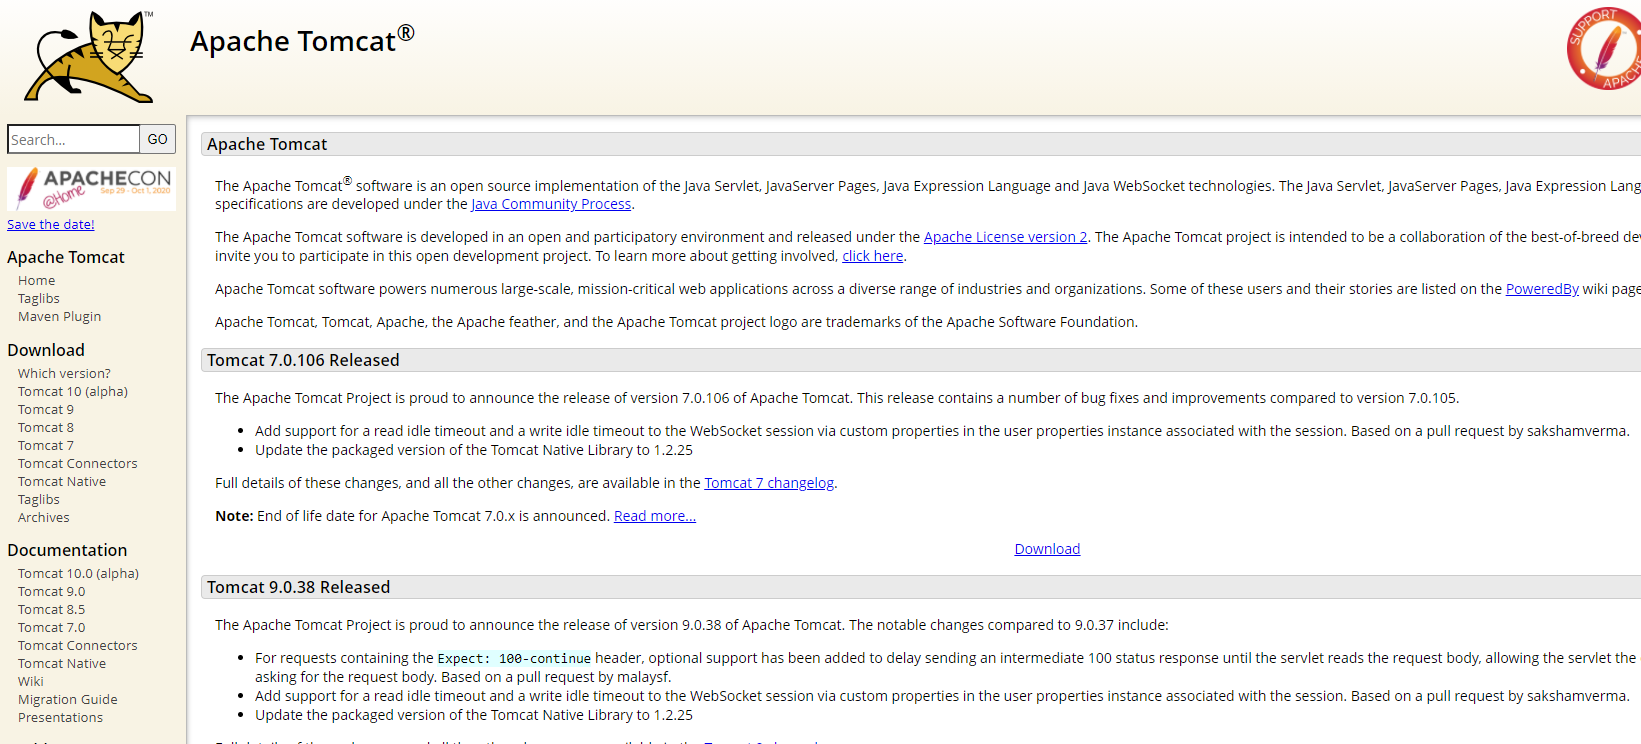 TM
Apache Tomcat®
SUPPORT
APACHE
Search...
GO
APACHECON
@Home
Sep 29 - Oct 1, 2020
Save the date!
Apache Tomcat
Home
Taglibs
Maven Plugin
Download
Which version?
Tomcat 10 (alpha)
Tomcat 9
Tomcat 8
Tomcat 7
Tomcat Connectors
Tomcat Native
Taglibs
Archives
Documentation
Tomcat 10.0 (alpha)
Tomcat 9.0
Tomcat 8.5
Tomcat 7.0
Tomcat Connectors
Tomcat Native
Wiki
Migration Guide
Presentations
Apache Tomcat
The Apache Tomcat® software is an open source implementation of the Java Servlet, JavaServer Pages, Java Expression Language and Java WebSocket technologies. The Java Servlet, JavaServer Pages, Java Expression Lang
specifications are developed under the Java Community Process.
The Apache Tomcat software is developed in an open and participatory environment and released under the Apache License version 2. The Apache Tomcat project is intended to be a collaboration of the best-of-breed de
invite you to participate in this open development project. To learn more about getting involved, click here.
Apache Tomcat software powers numerous large-scale, mission-critical web applications across a diverse range of industries and organizations. Some of these users and their stories are listed on the PoweredBy wiki page
Apache Tomcat, Tomcat, Apache, the Apache feather, and the Apache Tomcat project logo are trademarks of the Apache Software Foundation.
Tomcat 7.0.106 Released
The Apache Tomcat Project is proud to announce the release of version 7.0.106 of Apache Tomcat. This release contains a number of bug fixes and improvements compared to version 7.0.105.
• Add support for a read idle timeout and a write idle timeout to the WebSocket session via custom properties in the user properties instance associated with the session. Based on a pull request by sakshamverma.
• Update the packaged version of the Tomcat Native Library to 1.2.25
Full details of these changes, and all the other changes, are available in the Tomcat 7 changelog.
Note: End of life date for Apache Tomcat 7.0.x is announced. Read more...
Download
Tomcat 9.0.38 Released
The Apache Tomcat Project is proud to announce the release of version 9.0.38 of Apache Tomcat. The notable changes compared to 9.0.37 include:
• For requests containing the Expect: 100-continue header, optional support has been added to delay sending an intermediate 100 status response until the servlet reads the request body, allowing the servlet the
asking for the request body. Based on a pull request by malaysf.
• Add support for a read idle timeout and a write idle timeout to the WebSocket session via custom properties in the user properties instance associated with the session. Based on a pull request by sakshamverma.
• Update the packaged version of the Tomcat Native Library to 1.2.25